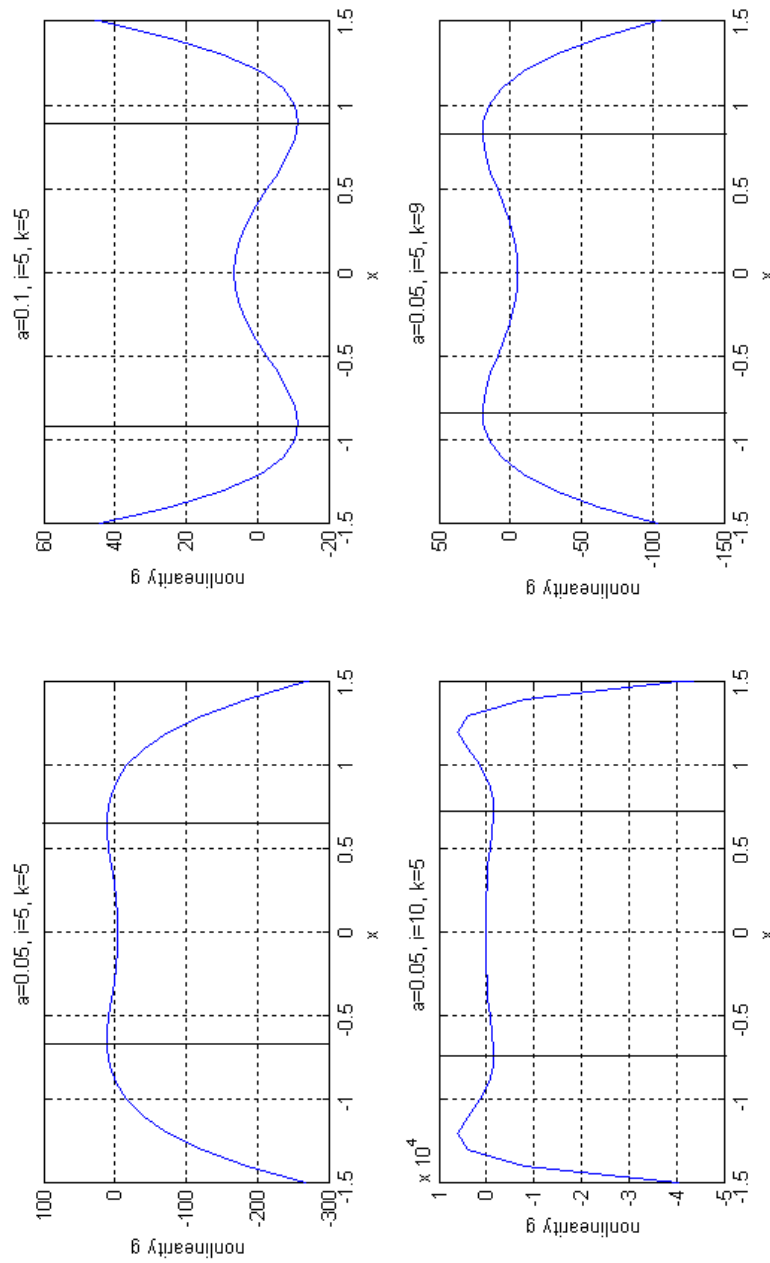 a=0.05, i=5, k=5
100
0
-100
-200
-300
nonlinearity g
-1.5 -1 -0.5 0 0.5 1 1.5
x
a=0.1, i=5, k=5
60
40
20
0
-20
nonlinearity g
-1.5 -1 -0.5 0 0.5 1 1.5
x
x 10^4
a=0.05, i=10, k=5
1
0
-1
-2
-3
-4
-5
nonlinearity g
-1.5 -1 -0.5 0 0.5 1 1.5
x
a=0.05, i=5, k=9
50
0
-50
-100
-150
nonlinearity g
-1.5 -1 -0.5 0 0.5 1 1.5
x